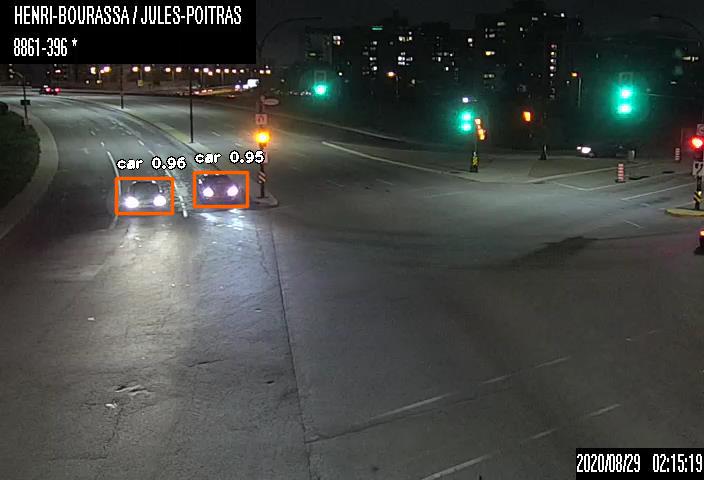 HENRI-BOURASSA / JULES-POITRAS
8861-396 *
car 0.96
car 0.95
2020/08/29 02:15:19